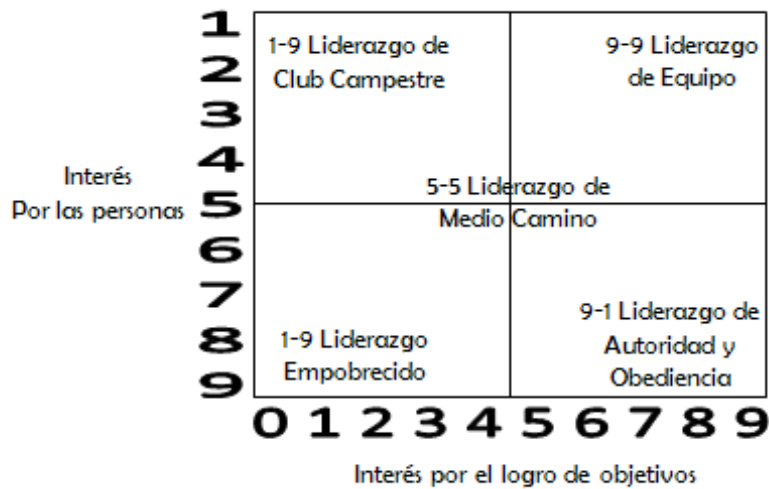 1
2
3
4
5
6
7
8
9
Interés
Por las personas
1-9 Liderazgo de
Club Campestre
9-9 Liderazgo
de Equipo
5-5 Liderazgo de
Medio Camino
1-9 Liderazgo
Empobrecido
9-1 Liderazgo de
Autoridad y
Obediencia
0 1 2 3 4 5 6 7 8 9
Interés por el logro de objetivos